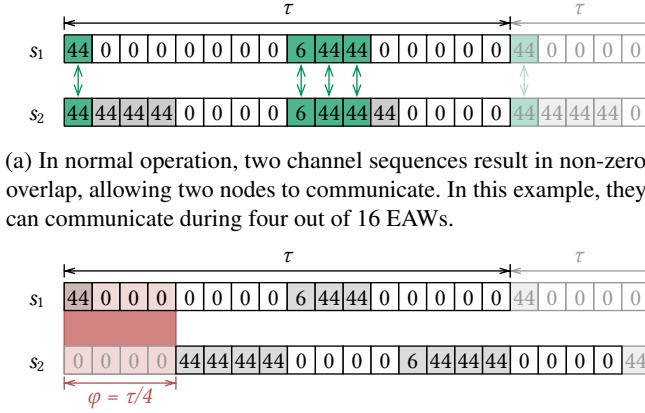 τ τ
s1 44 0 0 0 0 0 0 0 6 44 44 0 0 0 0 0 44 0 0 0 0
s2 44 44 44 44 0 0 0 0 6 44 44 44 0 0 0 0 44 44 44 44 0
(a) In normal operation, two channel sequences result in non-zero
overlap, allowing two nodes to communicate. In this example, they
can communicate during four out of 16 EAWs.
τ τ
s1 44 0 0 0 0 0 0 0 6 44 44 0 0 0 0 0 44 0 0 0 0
s2 0 0 0 0 44 44 44 44 0 0 0 0 6 44 44 44 0 0 0 0 44
φ = τ/4